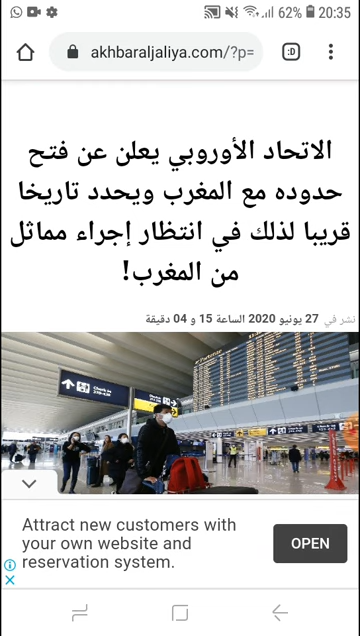 62% 20:35
akhbaraljaliya.com/?p=
:D
الاتحاد الأوروبي يعلن عن فتح
حدوده مع المغرب ويحدد تاريخا
قريبا لذلك في انتظار إجراء مماثل
من المغرب!
نشر في 27 يونيو 2020 الساعة 15 و 04 دقيقة
Attract new customers with
your own website and
reservation system.
OPEN